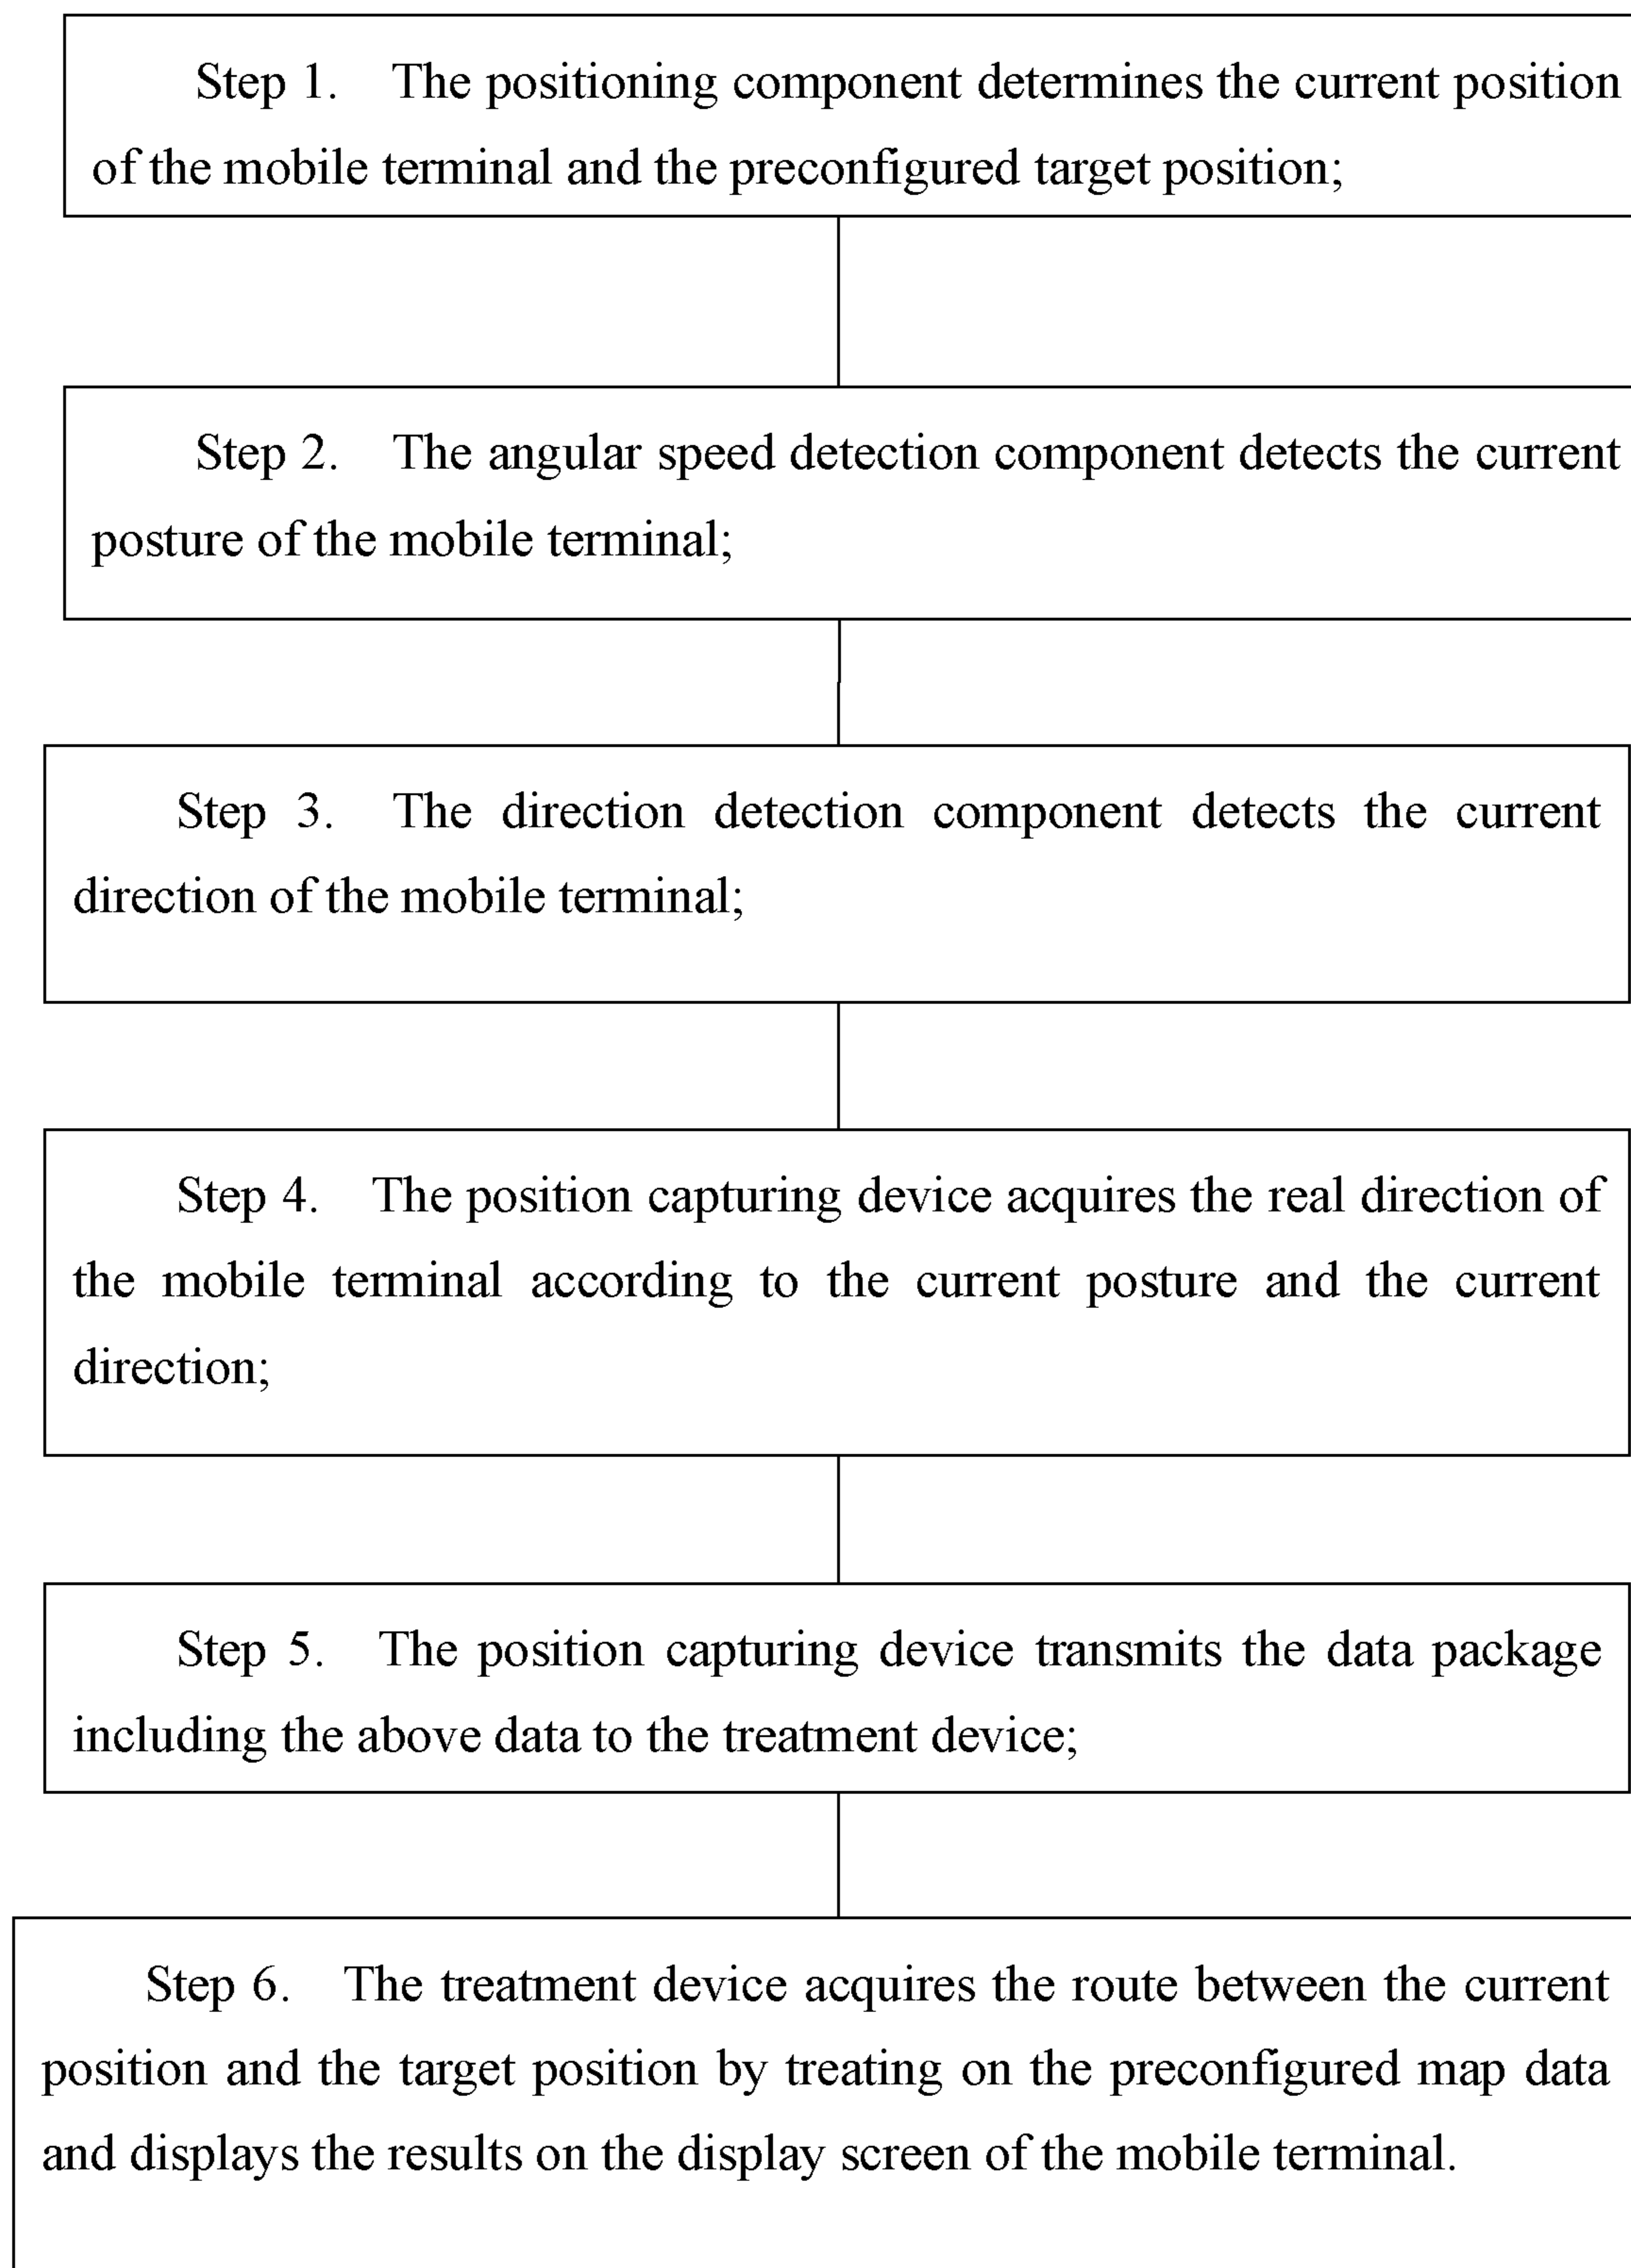 Step 1. The positioning component determines the current position
of the mobile terminal and the preconfigured target position;
Step 2. The angular speed detection component detects the current
posture of the mobile terminal;
Step 3. The direction detection component detects the current
direction of the mobile terminal;
Step 4. The position capturing device acquires the real direction of
the mobile terminal according to the current posture and the current
direction;
Step 5. The position capturing device transmits the data package
including the above data to the treatment device;
Step 6. The treatment device acquires the route between the current
position and the target position by treating on the preconfigured map data
and displays the results on the display screen of the mobile terminal.